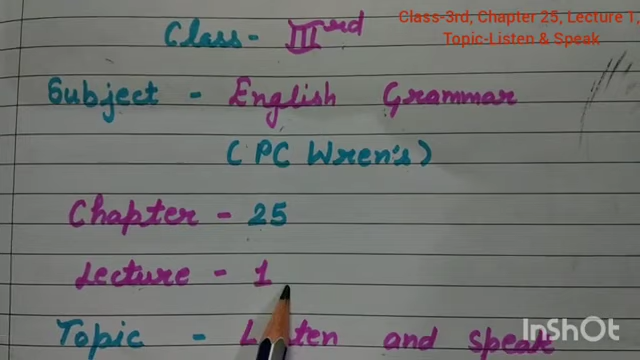 Class-3rd, Chapter 25, Lecture 1,
Topic-Listen & Speak
Class - IIIrd
Subject - English Grammar
(PC Wren's)
Chapter - 25
Lecture - 1
Topic - Listen and Speak
InShOt